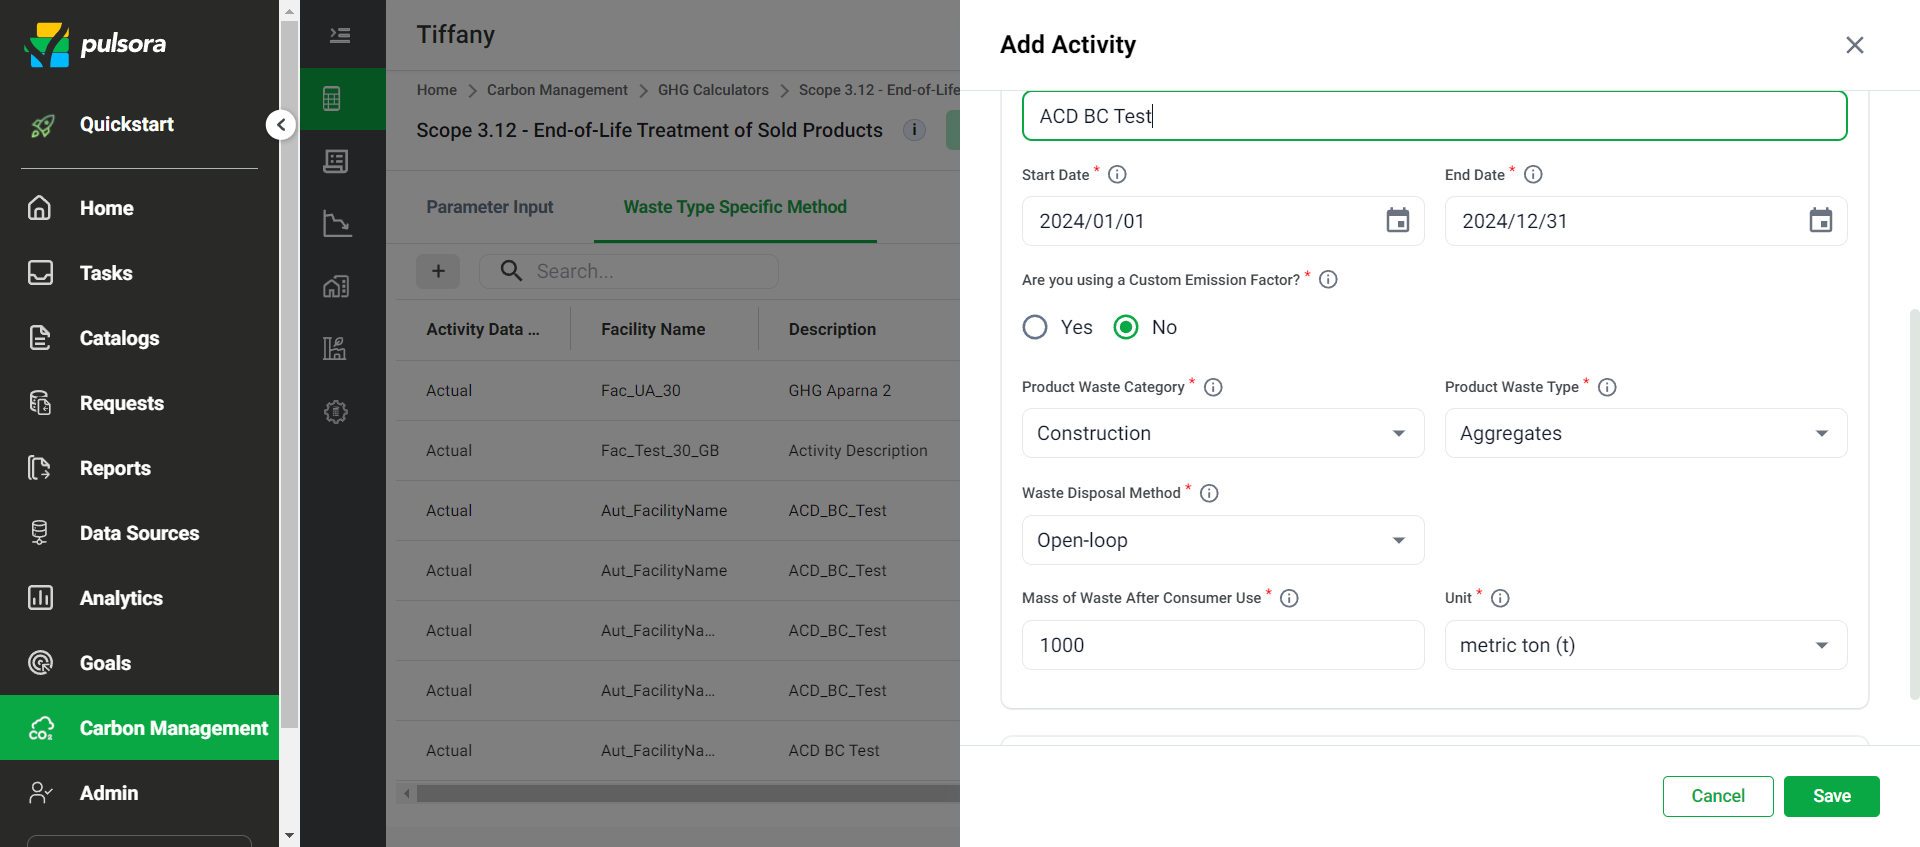 pulsora
Quickstart
Home
Tasks
Catalogs
Requests
Reports
Data Sources
Analytics
Goals
CO₂ Carbon Management
Admin
Tiffany
Home > Carbon Management > GHG Calculators > Scope 3.12 - End-of-Life
Scope 3.12 - End-of-Life Treatment of Sold Products i
Parameter Input Waste Type Specific Method
+ Search...
Activity Data ... Facility Name Description
Actual Fac_UA_30 GHG Aparna 2
Actual Fac_Test_30_GB Activity Description
Actual Aut_FacilityName ACD_BC_Test
Actual Aut_FacilityName ACD_BC_Test
Actual Aut_FacilityNa... ACD_BC_Test
Actual Aut_FacilityNa... ACD_BC_Test
Actual Aut_FacilityNa... ACD BC Test
Add Activity
ACD BC Test
Start Date * End Date *
2024/01/01 2024/12/31
Are you using a Custom Emission Factor? *
Yes No
Product Waste Category * Product Waste Type *
Construction Aggregates
Waste Disposal Method *
Open-loop
Mass of Waste After Consumer Use * Unit *
1000 metric ton (t)
Cancel Save